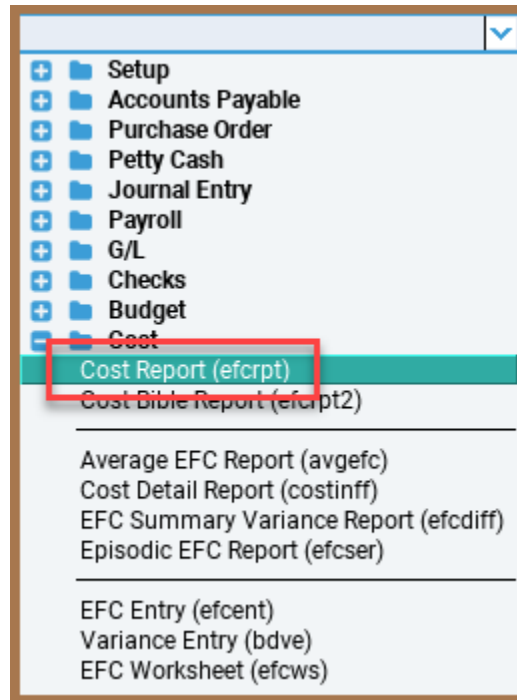 Setup
Accounts Payable
Purchase Order
Petty Cash
Journal Entry
Payroll
G/L
Checks
Budget
Cost
Cost Report (efcrpt)
Cost Bible Report (efcrpt2)
Average EFC Report (avgefc)
Cost Detail Report (costinff)
EFC Summary Variance Report (efcdiff)
Episodic EFC Report (efcser)
EFC Entry (efcent)
Variance Entry (bdve)
EFC Worksheet (efcws)